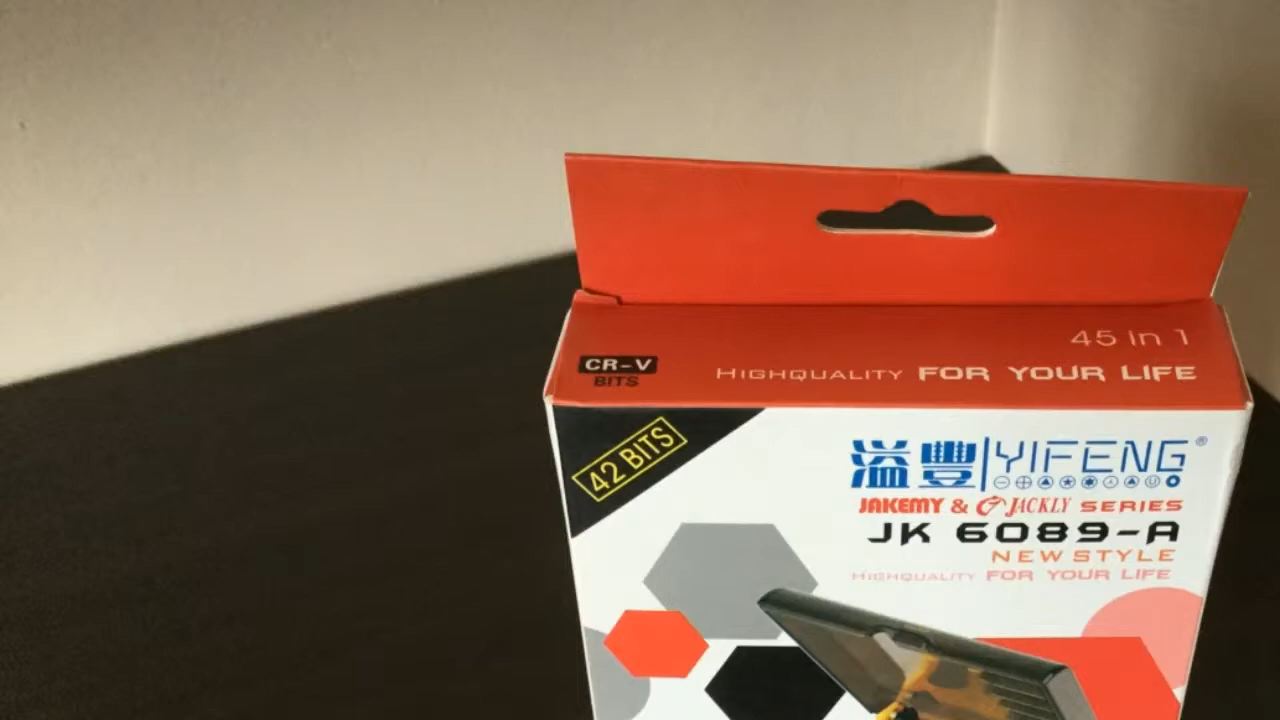 45 in 1
CR-V
BITS
HIGHQUALITY FOR YOUR LIFE
42 BITS
溢豐 YIFENG®
JAKEMY & JACKLY SERIES
JK 6089-A
NEW STYLE
HIGHQUALITY FOR YOUR LIFE